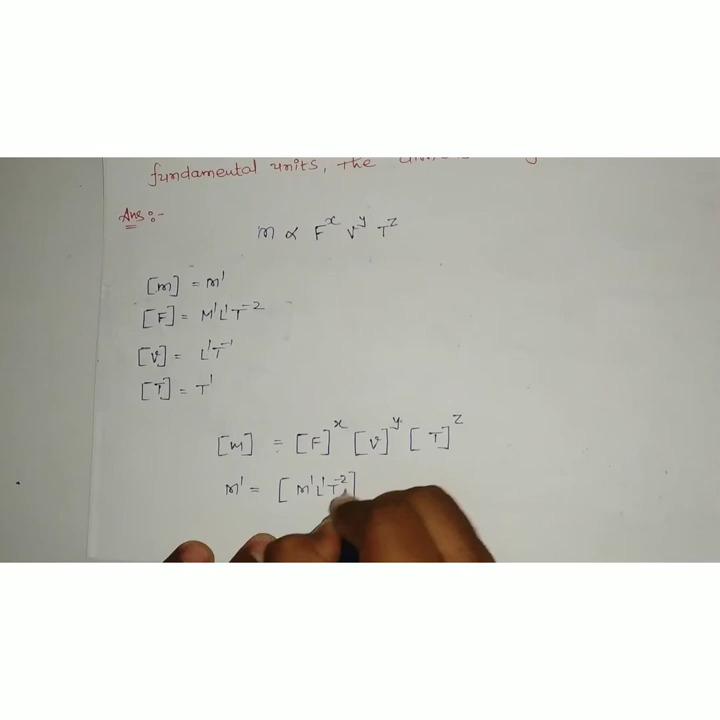 fundamental units, The
Ans:-
m ∝ F^x V^y T^z
[m] = M¹
[F] = M¹L¹T⁻²
[V] = L¹T⁻¹
[T] = T¹
[m] = [F]^x [V]^y [T]^z
M¹ = [M¹L¹T⁻²]